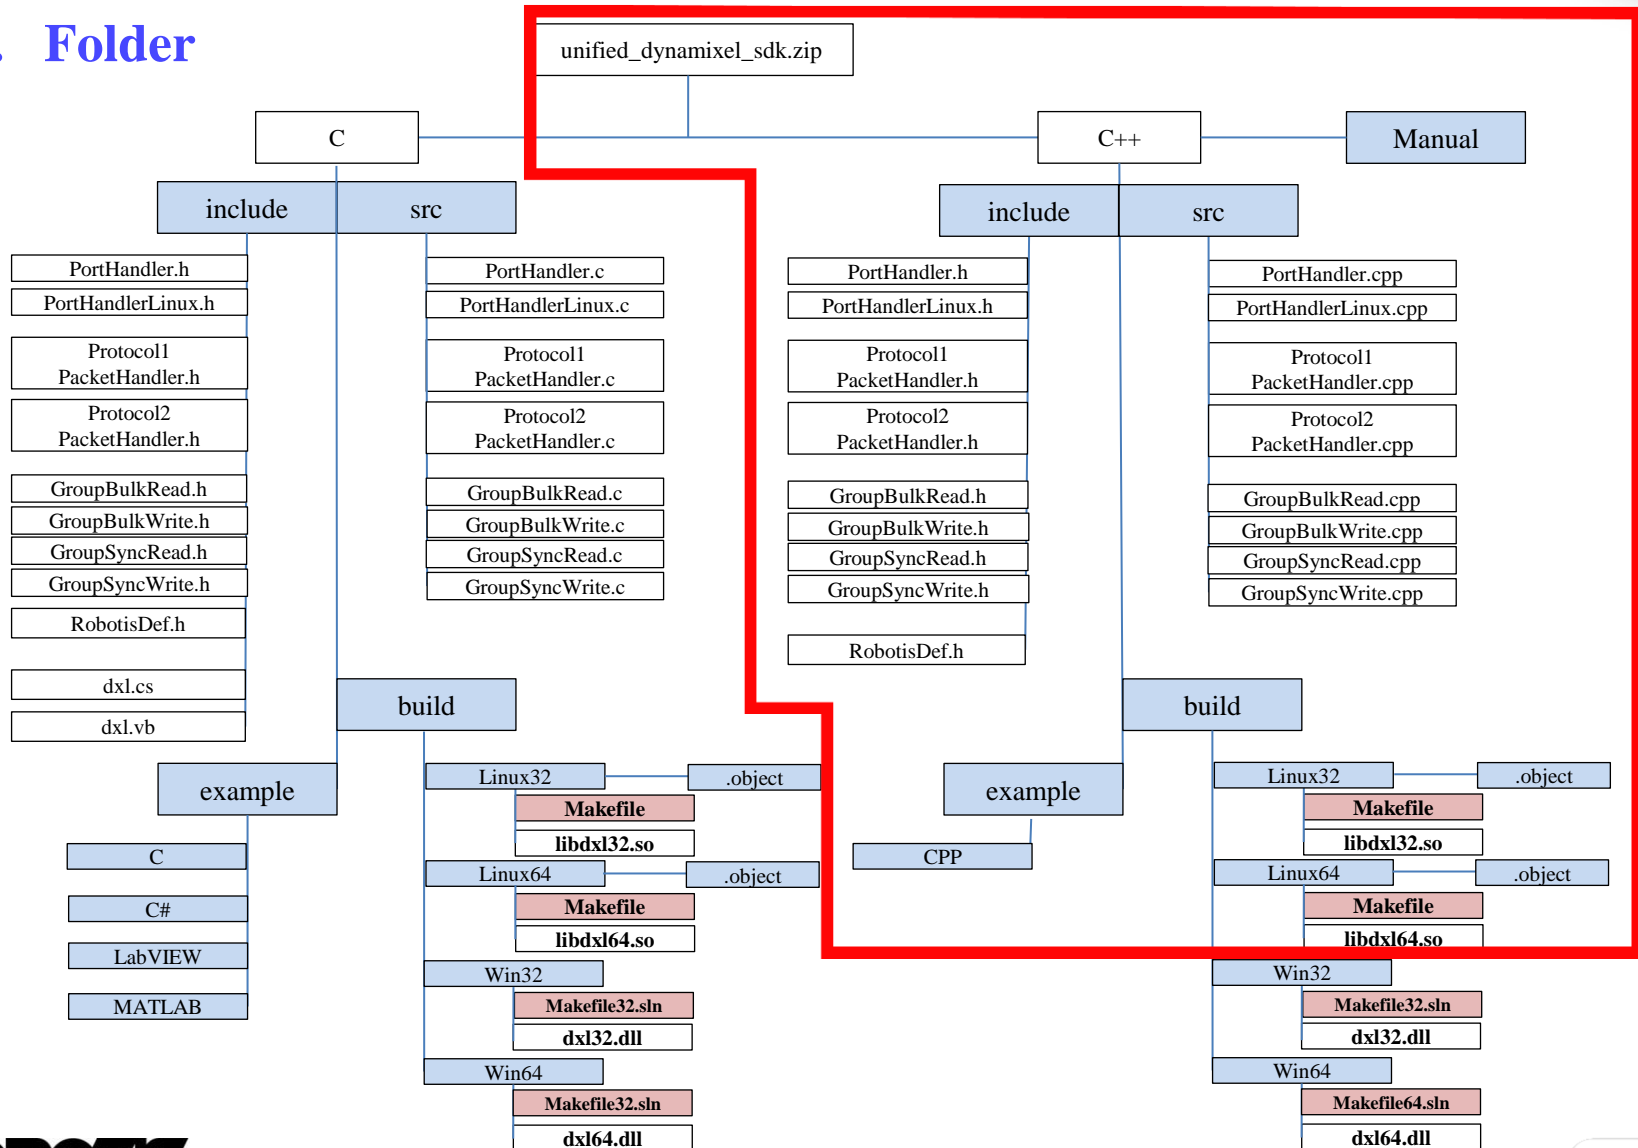 . Folder
unified_dynamixel_sdk.zip
C
C++
Manual
include
src
include
src
PortHandler.h
PortHandlerLinux.h
Protocol1
PacketHandler.h
Protocol2
PacketHandler.h
GroupBulkRead.h
GroupBulkWrite.h
GroupSyncRead.h
GroupSyncWrite.h
RobotisDef.h
dxl.cs
dxl.vb
PortHandler.c
PortHandlerLinux.c
Protocol1
PacketHandler.c
Protocol2
PacketHandler.c
GroupBulkRead.c
GroupBulkWrite.c
GroupSyncRead.c
GroupSyncWrite.c
PortHandler.h
PortHandlerLinux.h
Protocol1
PacketHandler.h
Protocol2
PacketHandler.h
GroupBulkRead.h
GroupBulkWrite.h
GroupSyncRead.h
GroupSyncWrite.h
RobotisDef.h
PortHandler.cpp
PortHandlerLinux.cpp
Protocol1
PacketHandler.cpp
Protocol2
PacketHandler.cpp
GroupBulkRead.cpp
GroupBulkWrite.cpp
GroupSyncRead.cpp
GroupSyncWrite.cpp
build
example
C
C#
LabVIEW
MATLAB
Linux32
.object
Makefile
libdxl32.so
Linux64
.object
Makefile
libdxl64.so
Win32
Makefile32.sln
dxl32.dll
Win64
Makefile32.sln
dxl64.dll
build
example
CPP
Linux32
.object
Makefile
libdxl32.so
Linux64
.object
Makefile
libdxl64.so
Win32
Makefile32.sln
dxl32.dll
Win64
Makefile64.sln
dxl64.dll